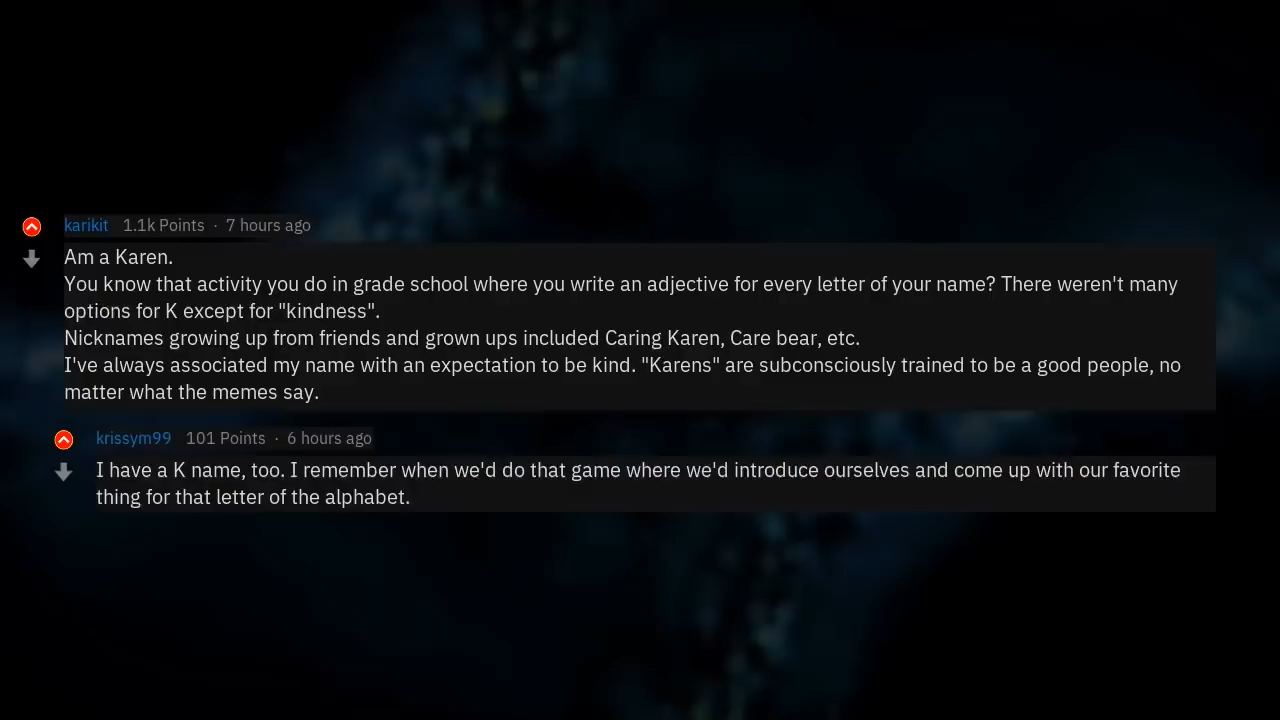 karikit 1.1k Points · 7 hours ago
Am a Karen.
You know that activity you do in grade school where you write an adjective for every letter of your name? There weren't many
options for K except for "kindness".
Nicknames growing up from friends and grown ups included Caring Karen, Care bear, etc.
I've always associated my name with an expectation to be kind. "Karens" are subconsciously trained to be a good people, no
matter what the memes say.
krissym99 101 Points · 6 hours ago
I have a K name, too. I remember when we'd do that game where we'd introduce ourselves and come up with our favorite
thing for that letter of the alphabet.